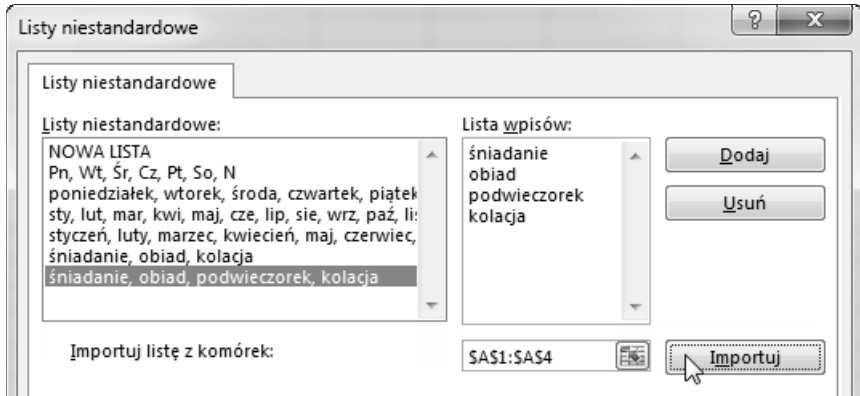 Listy niestandardowe
Listy niestandardowe
Listy niestandardowe:
NOWA LISTA
Pn, Wt, Śr, Cz, Pt, So, N
poniedziałek, wtorek, środa, czwartek, piątek
sty, lut, mar, kwi, maj, cze, lip, sie, wrz, paź, li
styczeń, luty, marzec, kwiecień, maj, czerwiec,
śniadanie, obiad, kolacja
śniadanie, obiad, podwieczorek, kolacja
Lista wpisów:
śniadanie
obiad
podwieczorek
kolacja
Dodaj
Usuń
Importuj listę z komórek:
$A$1:$A$4
Importuj